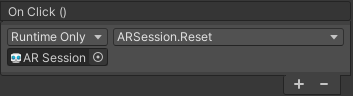 On Click ()
Runtime Only ARSession.Reset
AR Session